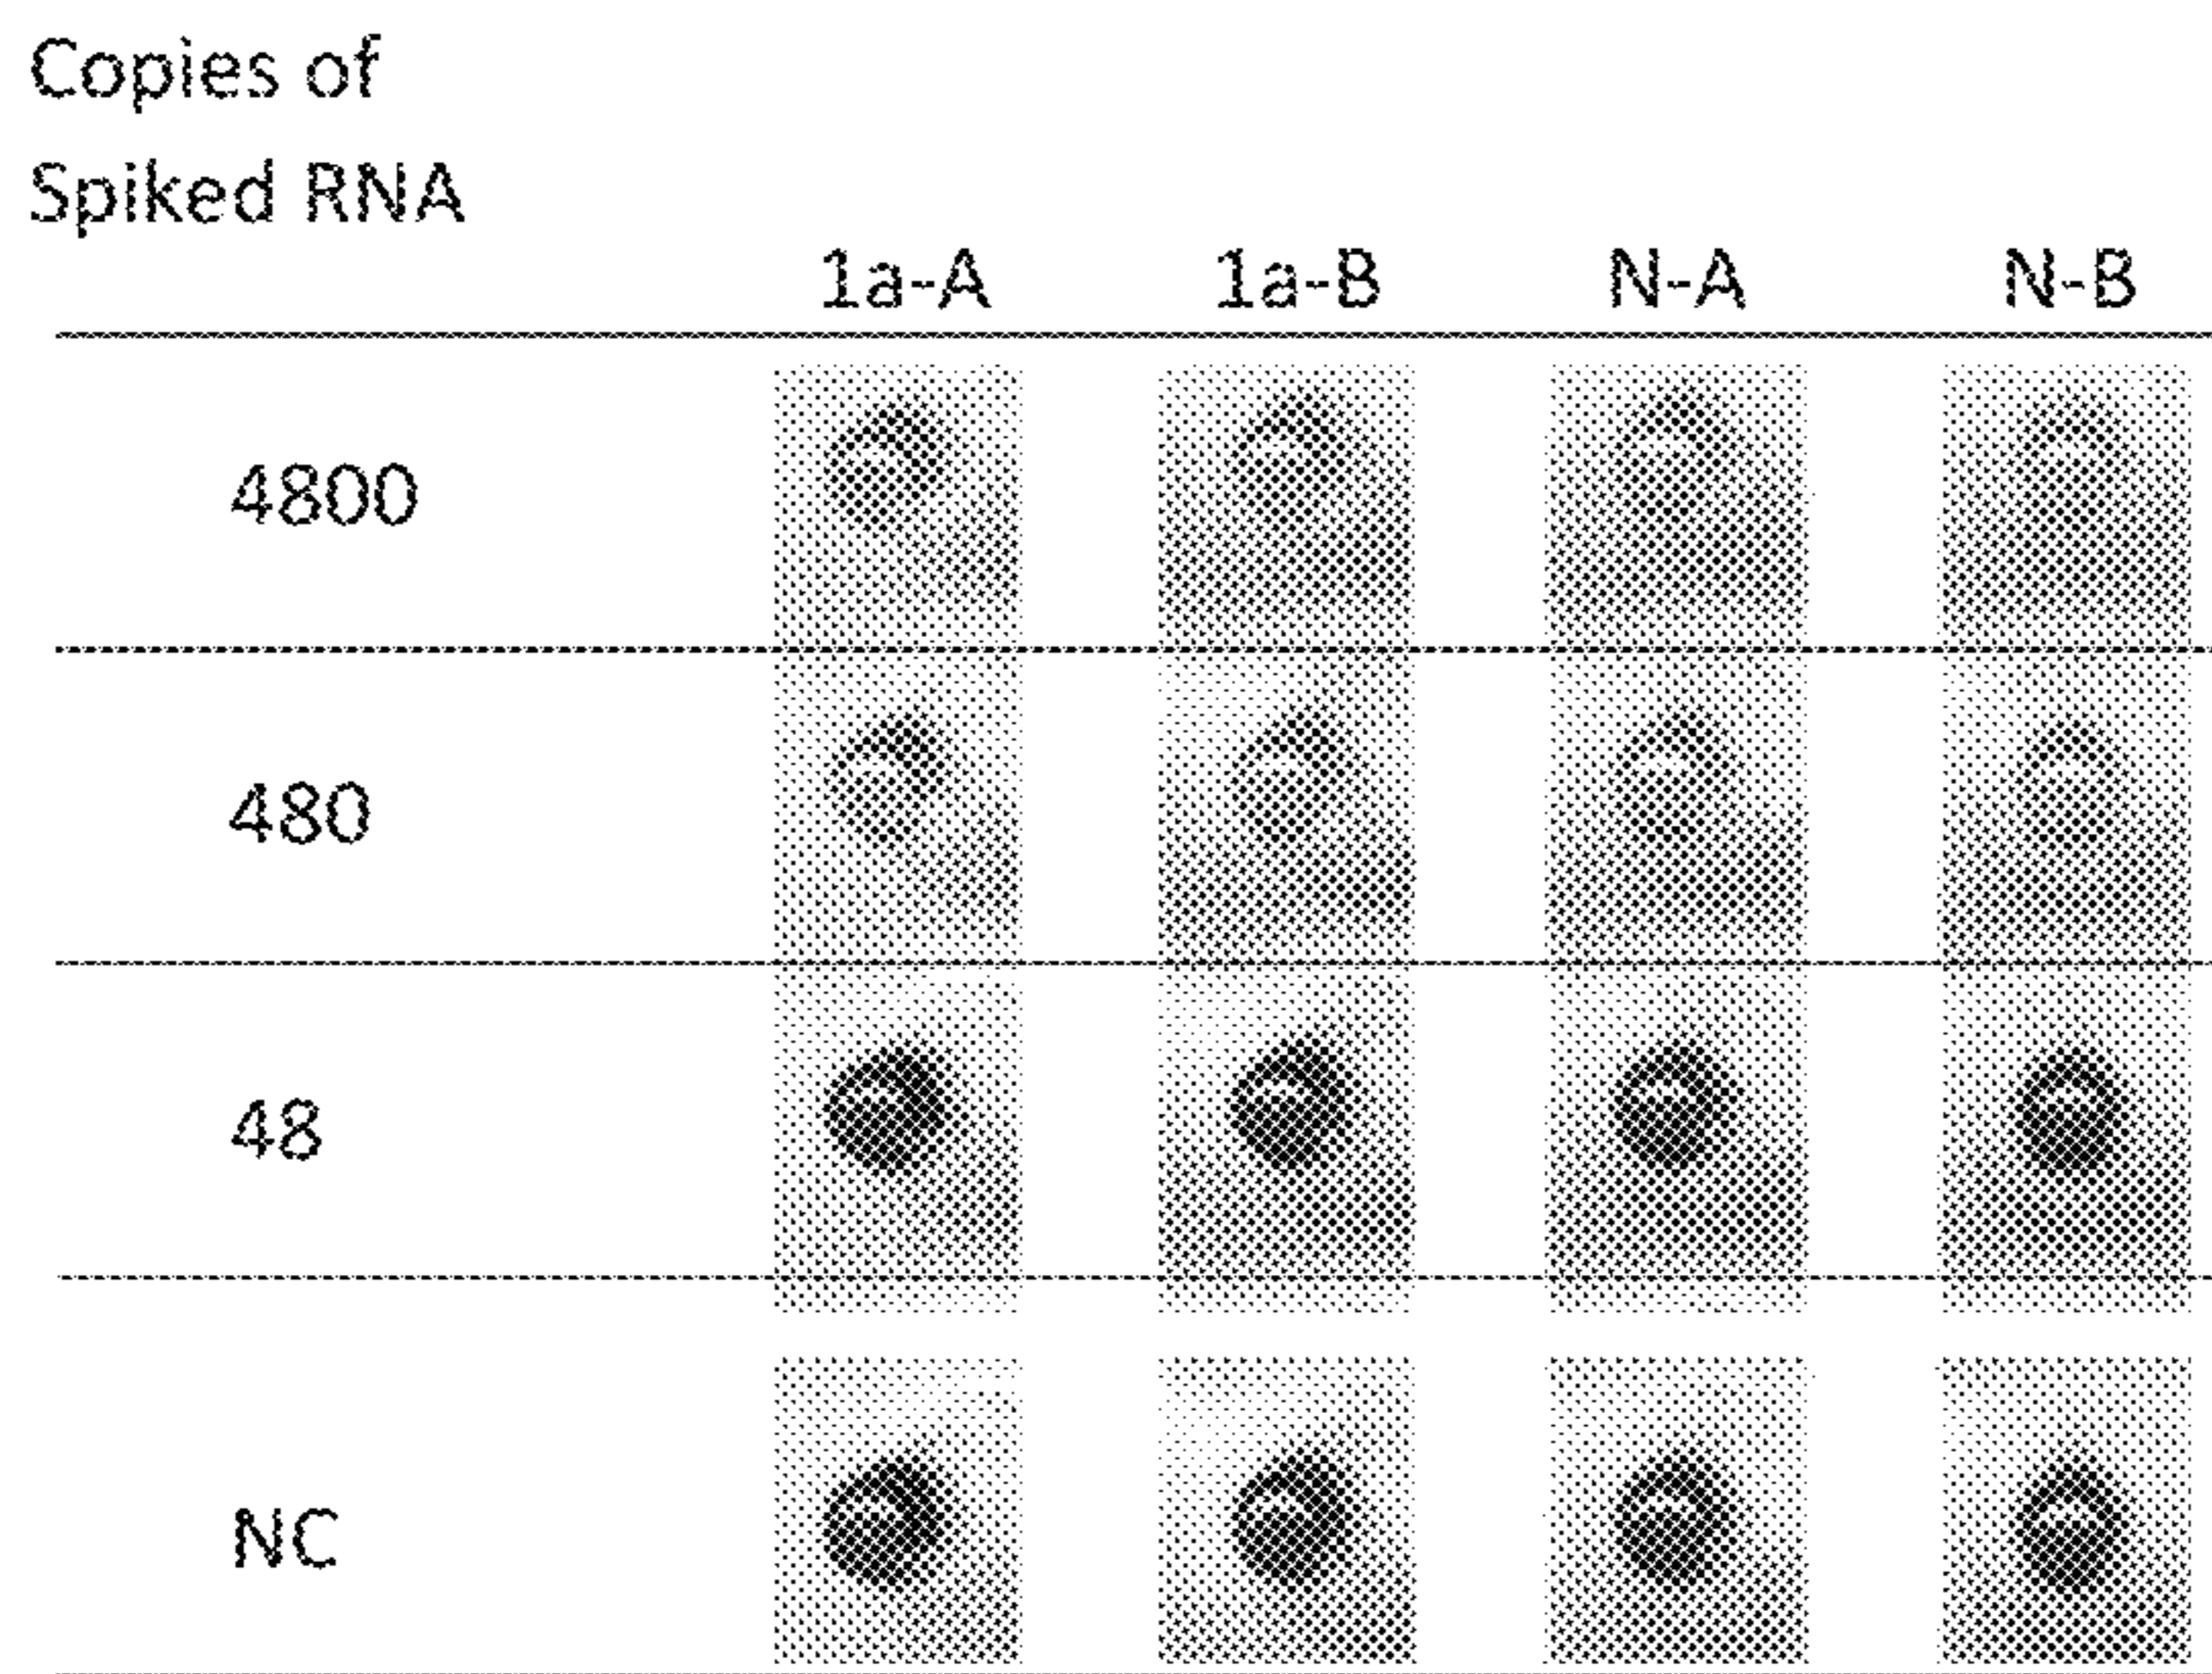 Copies of
Spiked RNA
1a-A 1a-B N-A N-B
4800
480
48
NC